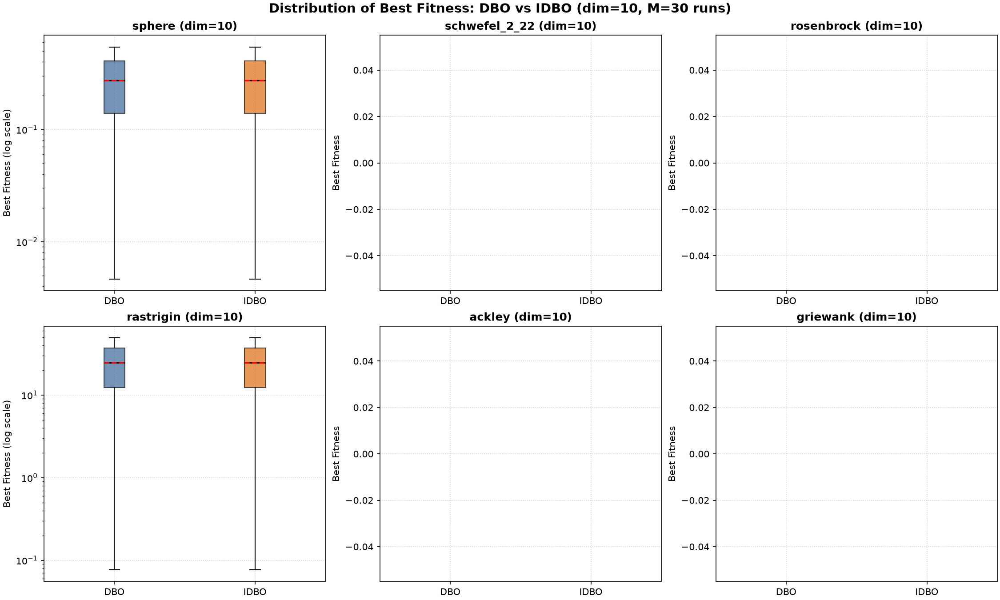 Distribution of Best Fitness: DBO vs IDBO (dim=10, M=30 runs)
sphere (dim=10)
Best Fitness (log scale)
10⁻¹
10⁻²
DBO IDBO
schwefel_2_22 (dim=10)
Best Fitness
0.04
0.02
0.00
−0.02
−0.04
DBO IDBO
rosenbrock (dim=10)
Best Fitness
0.04
0.02
0.00
−0.02
−0.04
DBO IDBO
rastrigin (dim=10)
Best Fitness (log scale)
10¹
10⁰
10⁻¹
DBO IDBO
ackley (dim=10)
Best Fitness
0.04
0.02
0.00
−0.02
−0.04
DBO IDBO
griewank (dim=10)
Best Fitness
0.04
0.02
0.00
−0.02
−0.04
DBO IDBO